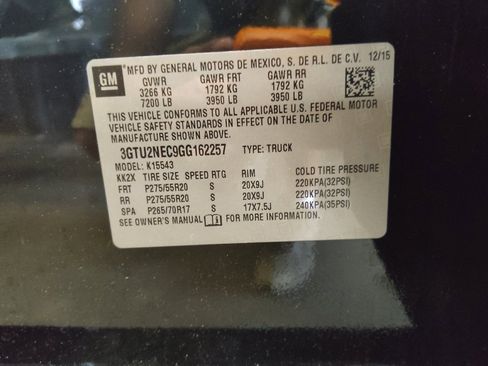 GM
MFD BY GENERAL MOTORS DE MEXICO, S. DE R.L. DE C.V. 12/15
GVWR GAWR FRT GAWR RR
3266 KG 1792 KG 1792 KG
7200 LB 3950 LB 3950 LB
THIS VEHICLE CONFORMS TO ALL APPLICABLE U.S. FEDERAL MOTOR
VEHICLE SAFETY STANDARDS IN EFFECT ON THE DATE OF
MANUFACTURE SHOWN ABOVE.
3GTU2NEC9GG162257 TYPE: TRUCK
MODEL: K15543
KK2X TIRE SIZE SPEED RTG RIM COLD TIRE PRESSURE
FRT P275/55R20 S 20X9J 220KPA(32PSI)
RR P275/55R20 S 20X9J 220KPA(32PSI)
SPA P265/70R17 S 17X7.5J 240KPA(35PSI)
SEE OWNER'S MANUAL FOR MORE INFORMATION